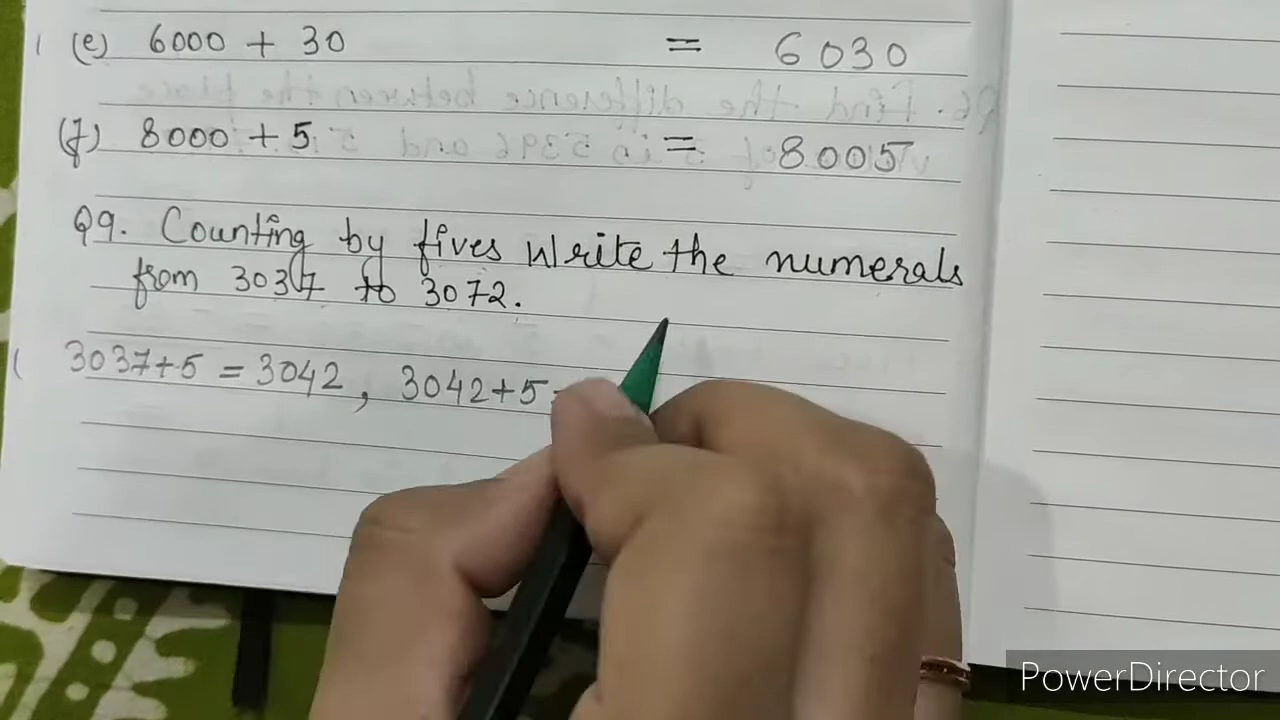 (e) 6000 + 30 = 6030
(f) 8000 + 5 = 8005
Q9. Counting by fives Write the numerals
from 3037 to 3072.
3037+5 = 3042, 3042+5=
PowerDirector